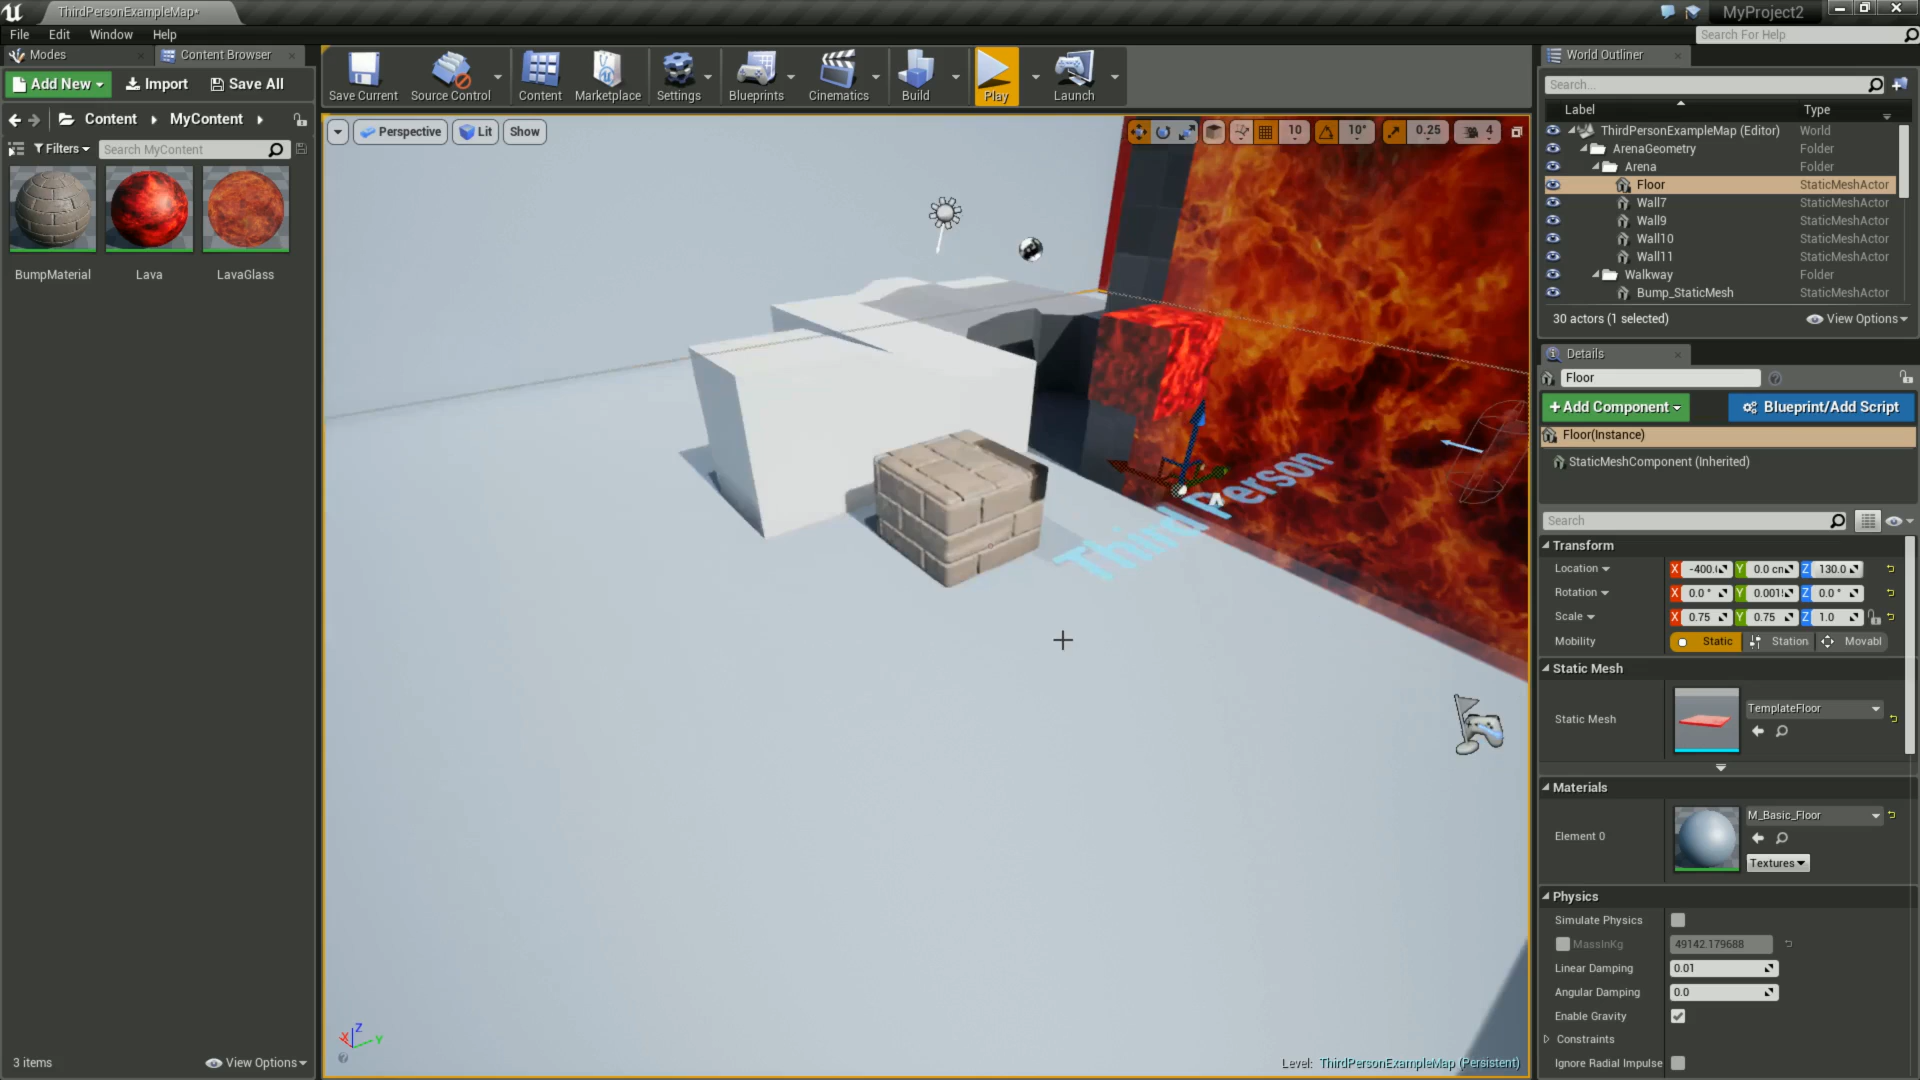 ThirdPersonExampleMap*
MyProject2
File Edit Window Help
Search For Help
Modes
Content Browser
Add New
Import
Save All
Content
MyContent
Filters
Search MyContent
BumpMaterial
Lava
LavaGlass
3 items
View Options
Save Current
Source Control
Content
Marketplace
Settings
Blueprints
Cinematics
Build
Play
Launch
Perspective
Lit
Show
10
10°
0.25
4
Third Person
X
Z
Y
Level: ThirdPersonExampleMap (Persistent)
World Outliner
Search...
Label Type
ThirdPersonExampleMap (Editor) World
ArenaGeometry Folder
Arena Folder
Floor StaticMeshActor
Wall7 StaticMeshActor
Wall9 StaticMeshActor
Wall10 StaticMeshActor
Wall11 StaticMeshActor
Walkway Folder
Bump_StaticMesh StaticMeshActor
30 actors (1 selected)
View Options
Details
Floor
+Add Component
Blueprint/Add Script
Floor(Instance)
StaticMeshComponent (Inherited)
Search
Transform
Location X -400. Y 0.0 cm Z 130.0
Rotation X 0.0 ° Y 0.001 Z 0.0 °
Scale X 0.75 Y 0.75 Z 1.0
Mobility Static Station Movabl
Static Mesh
Static Mesh
TemplateFloor
Materials
Element 0
M_Basic_Floor
Textures
Physics
Simulate Physics
MassInKg 49142.179688
Linear Damping 0.01
Angular Damping 0.0
Enable Gravity
Constraints
Ignore Radial Impulse